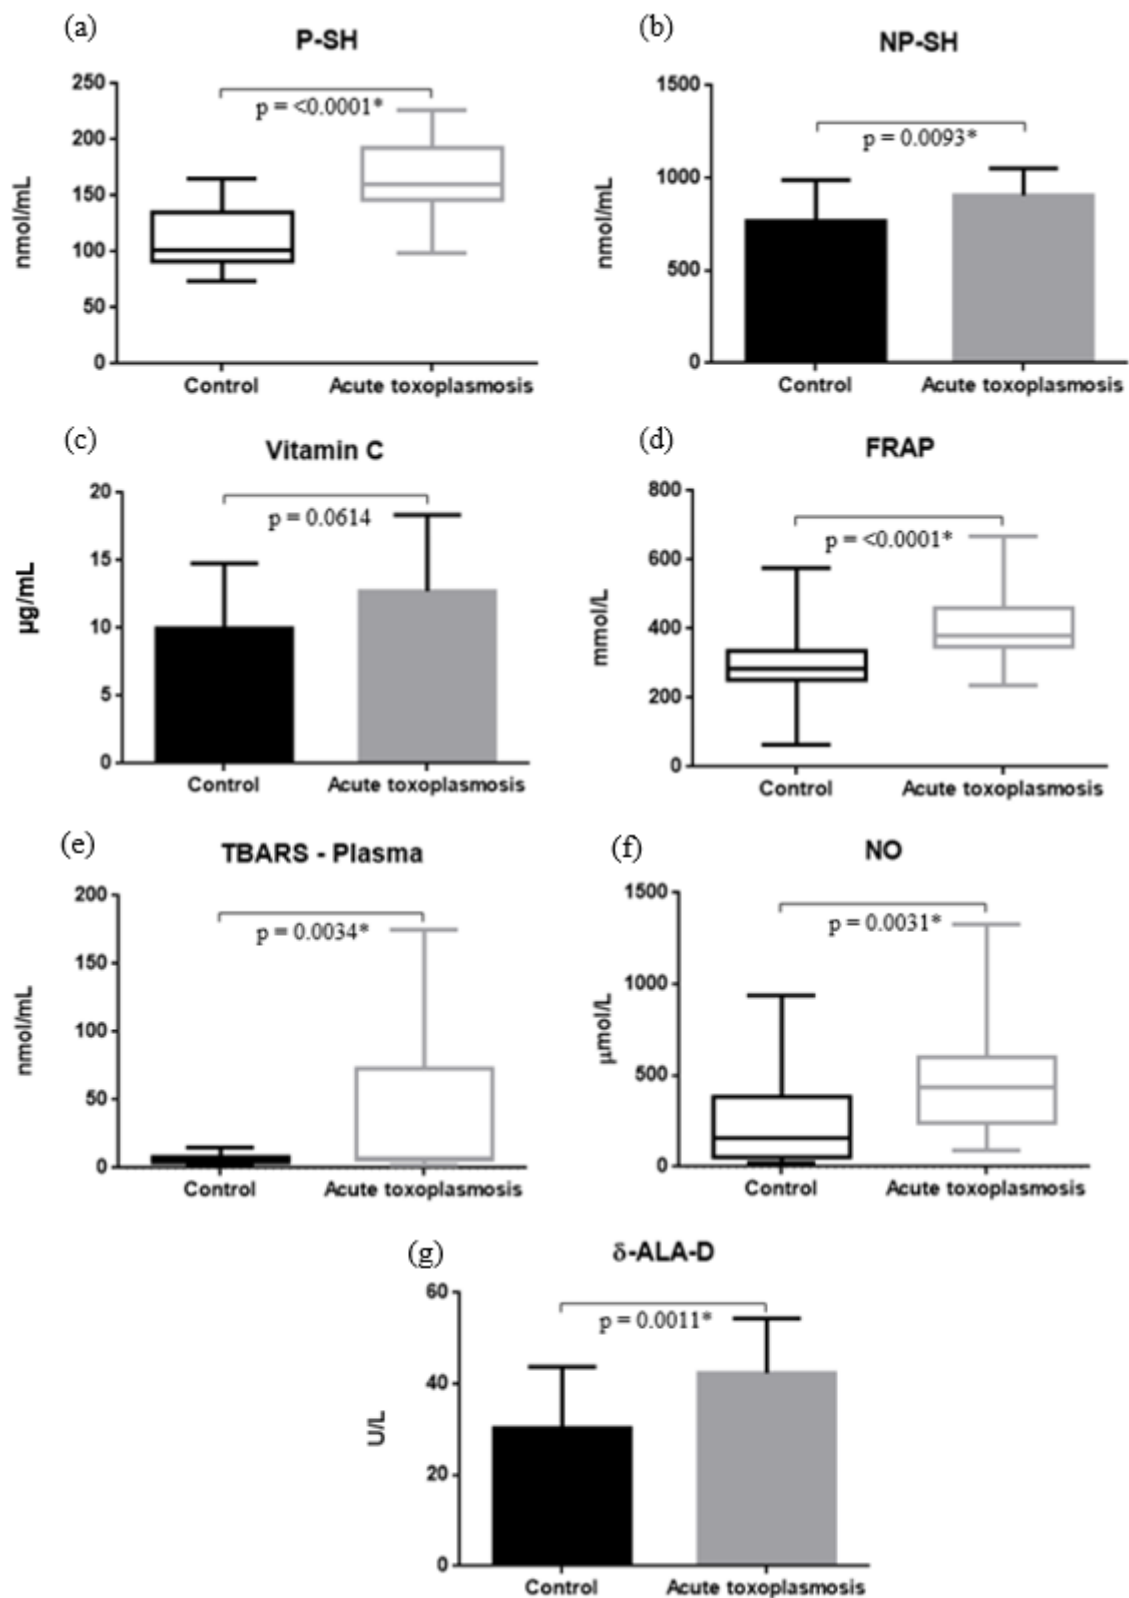 (a)
P-SH
250
200
150
100
50
0
nmol/mL
p = <0.0001*
Control
Acute toxoplasmosis
(b)
NP-SH
1500
1000
500
0
nmol/mL
p = 0.0093*
Control
Acute toxoplasmosis
(c)
Vitamin C
20
15
10
5
0
µg/mL
p = 0.0614
Control
Acute toxoplasmosis
(d)
FRAP
800
600
400
200
0
mmol/L
p = <0.0001*
Control
Acute toxoplasmosis
(e)
TBARS - Plasma
200
150
100
50
0
nmol/mL
p = 0.0034*
Control
Acute toxoplasmosis
(f)
NO
1500
1000
500
0
µmol/L
p = 0.0031*
Control
Acute toxoplasmosis
(g)
δ-ALA-D
60
40
20
0
U/L
p = 0.0011*
Control
Acute toxoplasmosis